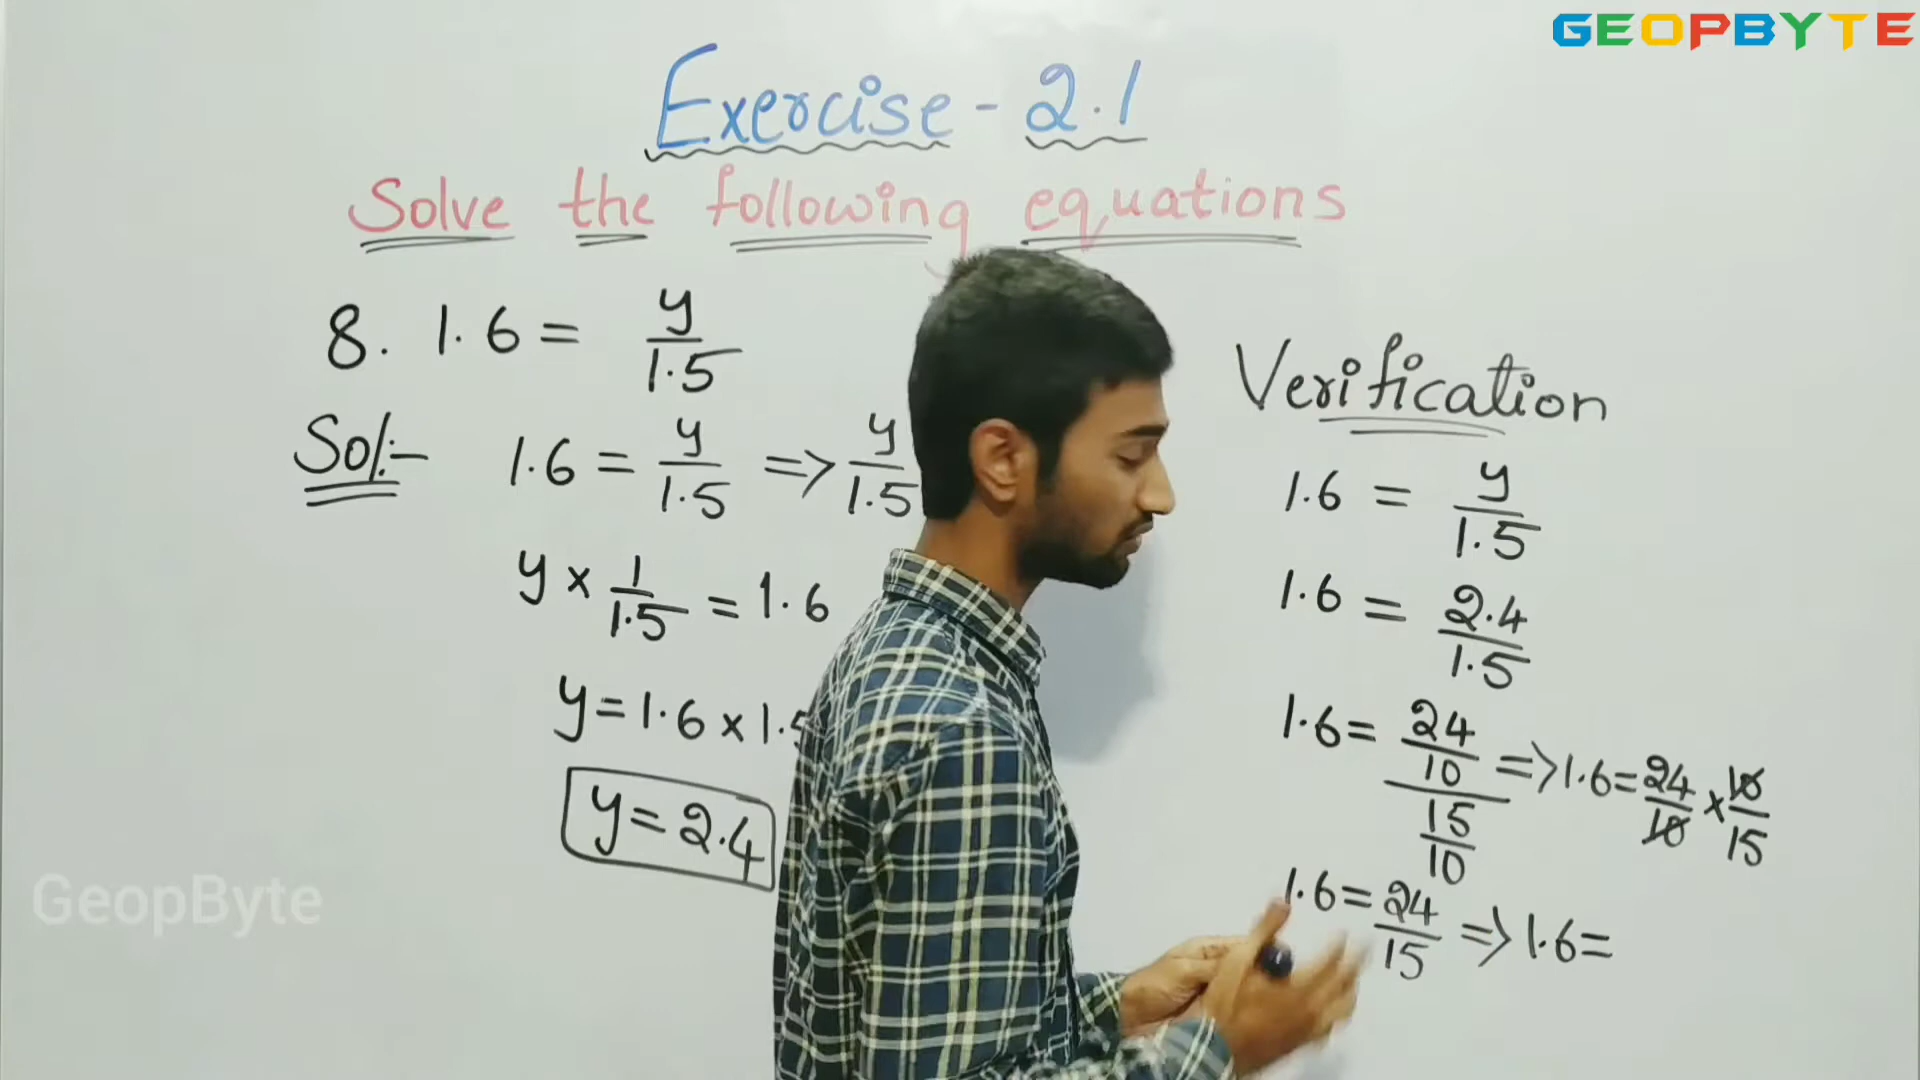 GEOPBYTE
Exercise - 2.1
Solve the following equations
8. 1.6 = y/1.5
Sol:- 1.6 = y/1.5 => y/1.5
y × 1/1.5 = 1.6
y = 1.6 × 1.5
y = 2.4
Verification
1.6 = y/1.5
1.6 = 2.4/1.5
1.6 = 24/10 / 15/10 => 1.6 = 24/10 × 10/15
1.6 = 24/15 => 1.6 =
GeopByte